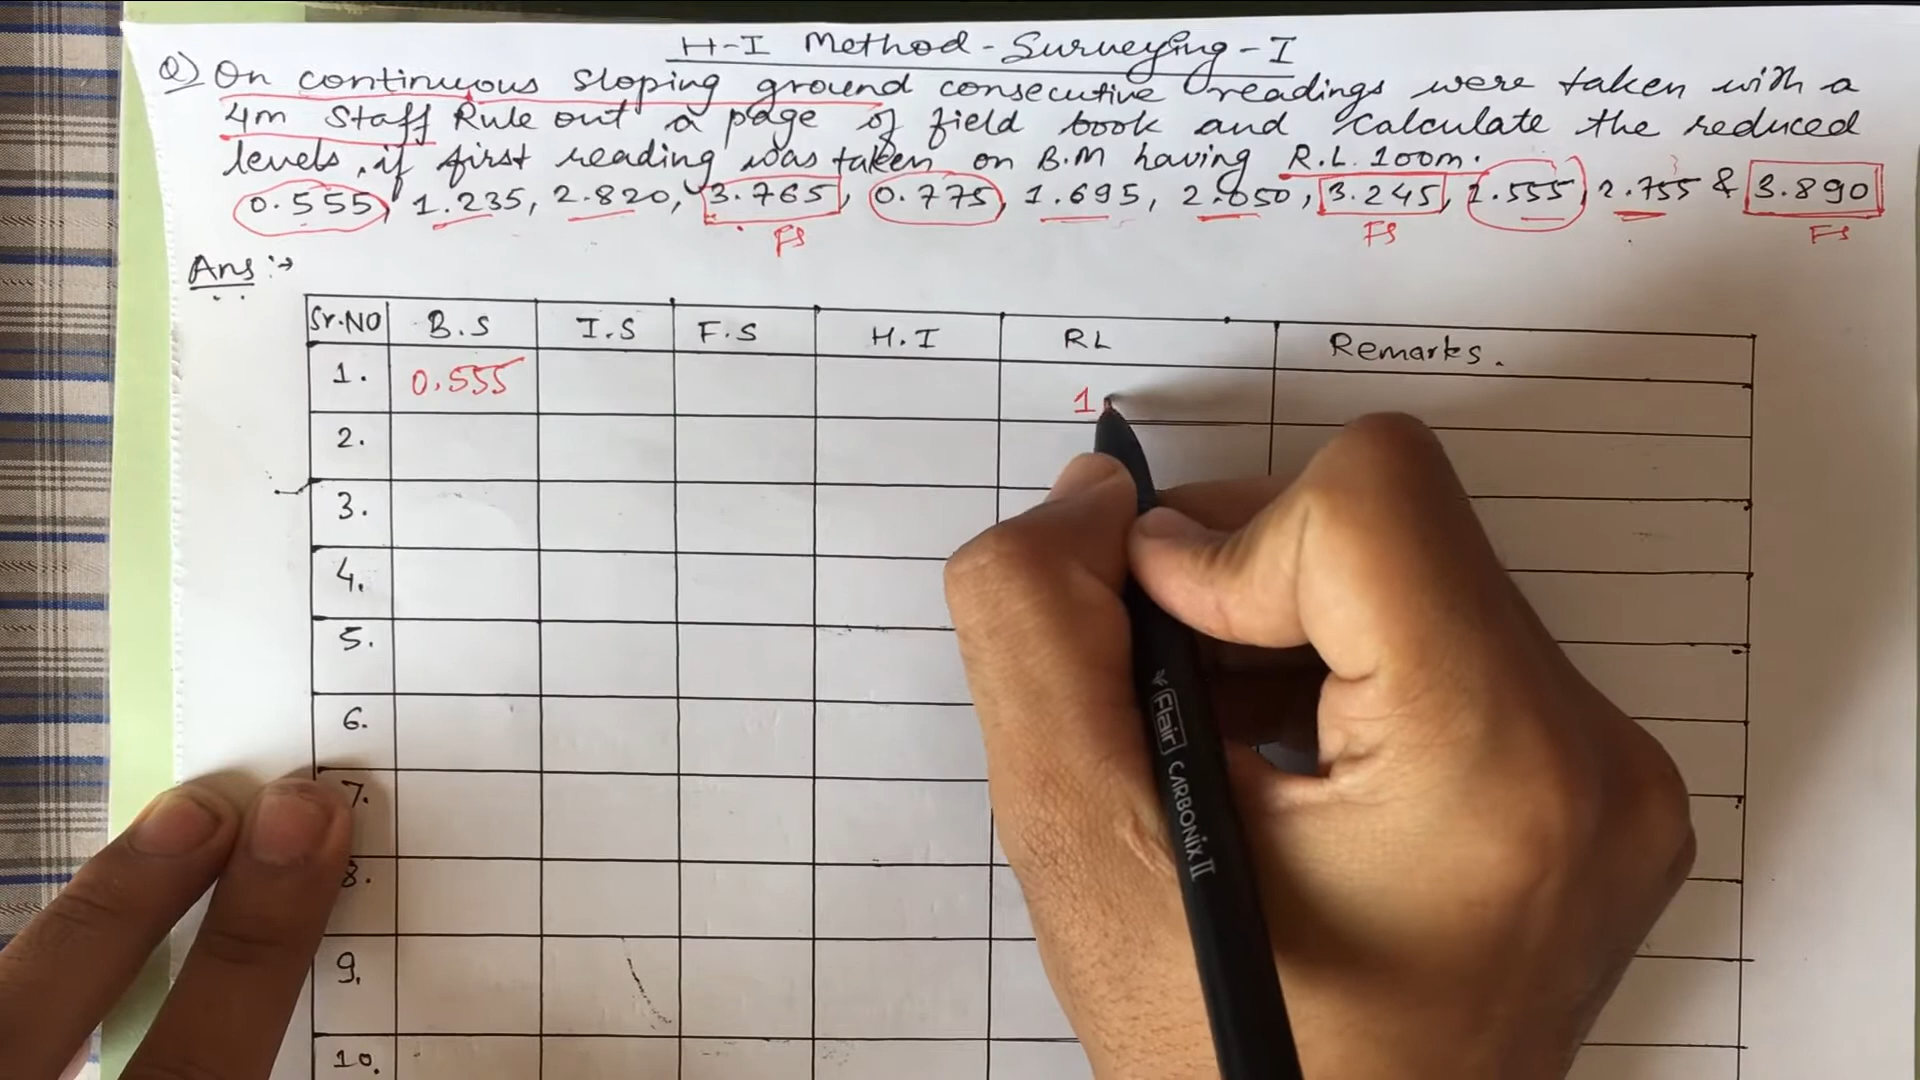 H-I Method - Surveying - I
Q) On continuous sloping ground consecutive readings were taken with a
4m Staff Rule out a page of field book and calculate the reduced
levels, if first reading was taken on B.M having R.L. 100m.
0.555, 1.235, 2.820, 3.765, 0.775, 1.695, 2.050, 3.245, 1.555, 2.755 & 3.890
FS FS FS
Ans :→
Sr.NO B.S I.S F.S H.I RL Remarks.
1. 0.555 1
2.
3.
4.
5.
6.
7.
8.
9.
10.
Flair CARBONIX II